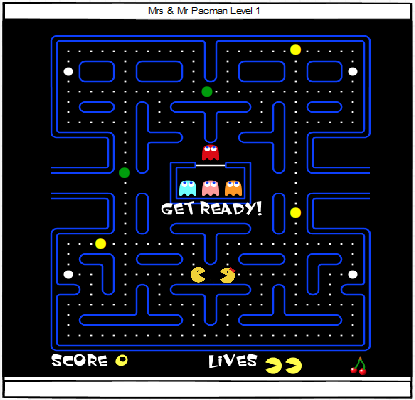 Mrs & Mr Pacman Level 1
GET READY!
SCORE 0
LIVES